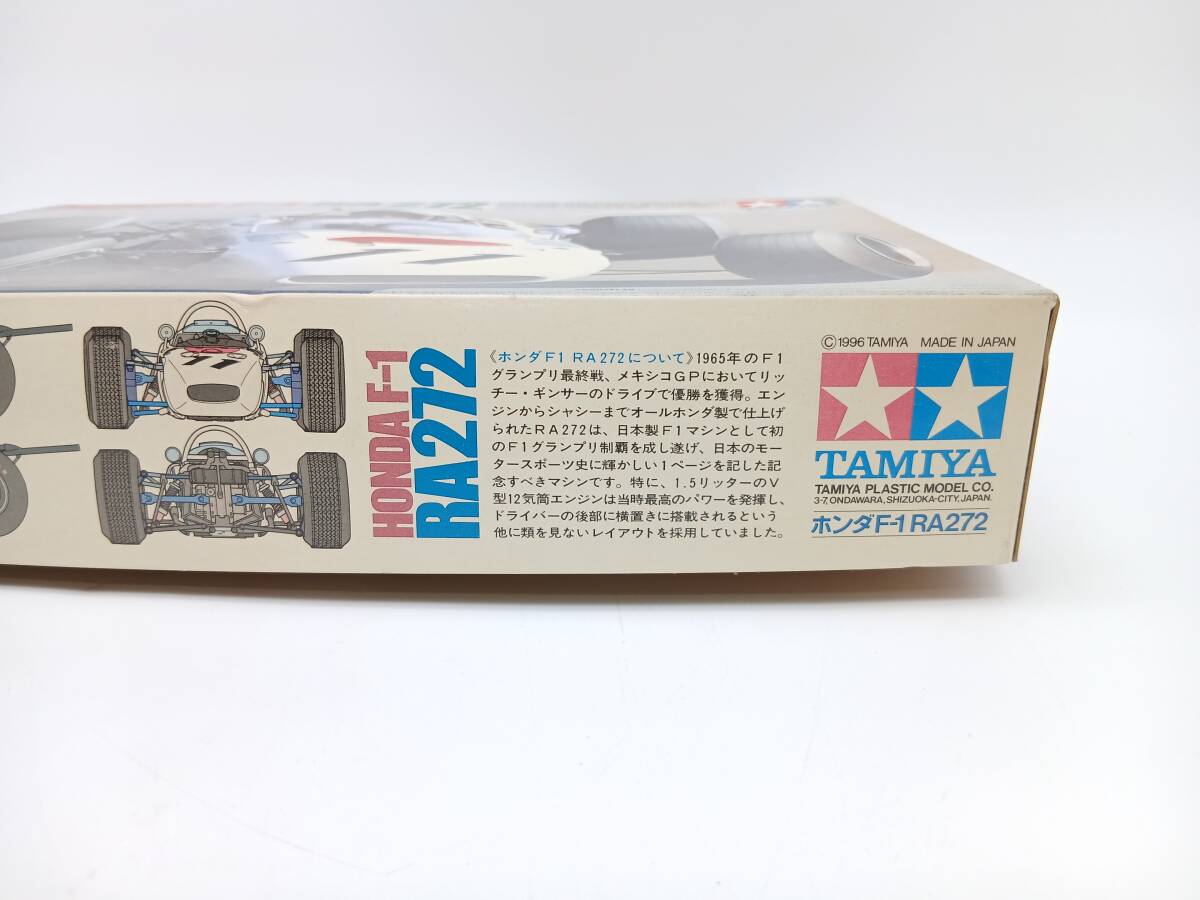 HONDA F-1
RA272
《ホンダF1 RA272について》1965年のF1
グランプリ最終戦、メキシコGPにおいてリッ
チー・ギンサーのドライブで優勝を獲得。エン
ジンからシャシーまでオールホンダ製で仕上げ
られたRA272は、日本製F1マシンとして初
のF1グランプリ制覇を成し遂げ、日本のモー
タースポーツ史に輝かしい1ページを記した記
念すべきマシンです。特に、1.5リッターのV
型12気筒エンジンは当時最高のパワーを発揮し、
ドライバーの後部に横置きに搭載されるという
他に類を見ないレイアウトを採用していました。
©1996 TAMIYA MADE IN JAPAN
TAMIYA
TAMIYA PLASTIC MODEL CO.
3-7, ONDAWARA, SHIZUOKA-CITY, JAPAN.
ホンダF-1 RA272
11